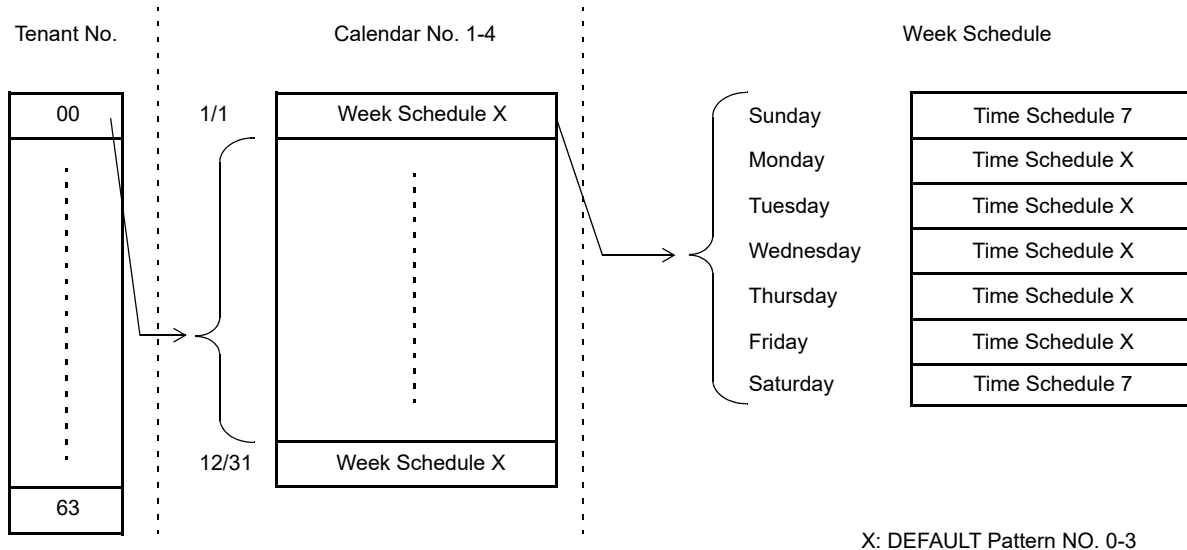 Tenant No.
Calendar No. 1-4
Week Schedule
00
1/1
Week Schedule X
Sunday
Time Schedule 7
Monday
Time Schedule X
Tuesday
Time Schedule X
Wednesday
Time Schedule X
Thursday
Time Schedule X
Friday
Time Schedule X
Saturday
Time Schedule 7
12/31
Week Schedule X
63
X: DEFAULT Pattern NO. 0-3